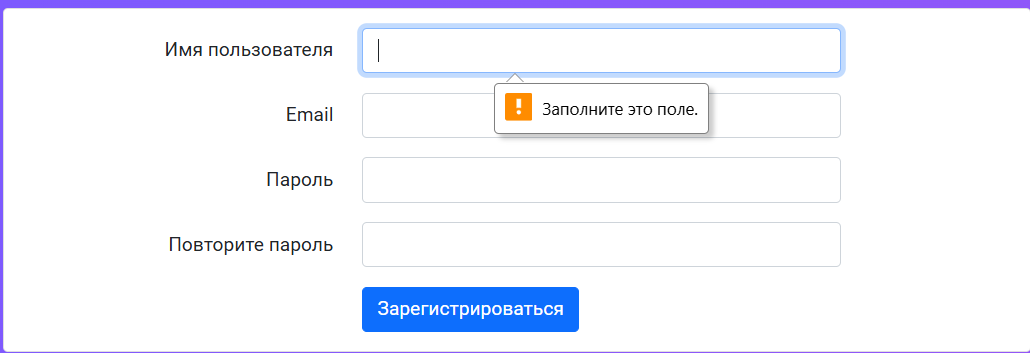 Имя пользователя
Заполните это поле.
Email
Пароль
Повторите пароль
Зарегистрироваться